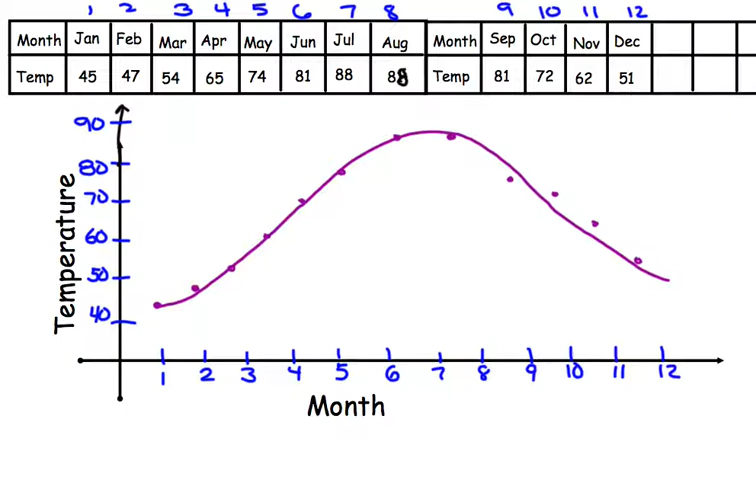 1 2 3 4 5 6 7 8 9 10 11 12
Month Jan Feb Mar Apr May Jun Jul Aug Month Sep Oct Nov Dec
Temp 45 47 54 65 74 81 88 88 Temp 81 72 62 51
90
80
70
60
50
40
Temperature
1 2 3 4 5 6 7 8 9 10 11 12
Month